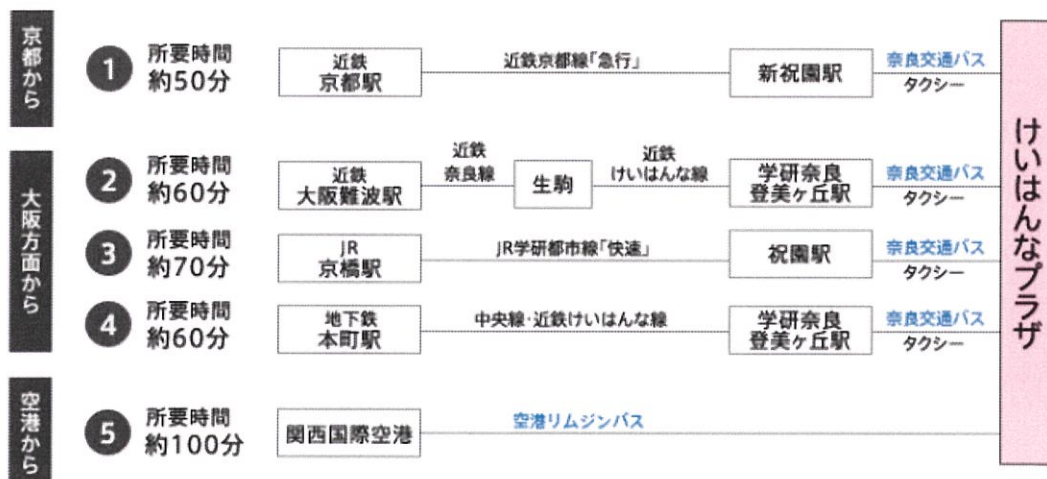 京都から
1
所要時間
約50分
近鉄
京都駅
近鉄京都線「急行」
新祝園駅
奈良交通バス
タクシー
大阪方面から
2
所要時間
約60分
近鉄
大阪難波駅
近鉄
奈良線
生駒
近鉄
けいはんな線
学研奈良
登美ヶ丘駅
奈良交通バス
タクシー
3
所要時間
約70分
JR
京橋駅
JR学研都市線「快速」
祝園駅
奈良交通バス
タクシー
4
所要時間
約60分
地下鉄
本町駅
中央線・近鉄けいはんな線
学研奈良
登美ヶ丘駅
奈良交通バス
タクシー
空港から
5
所要時間
約100分
関西国際空港
空港リムジンバス
けいはんなプラザ